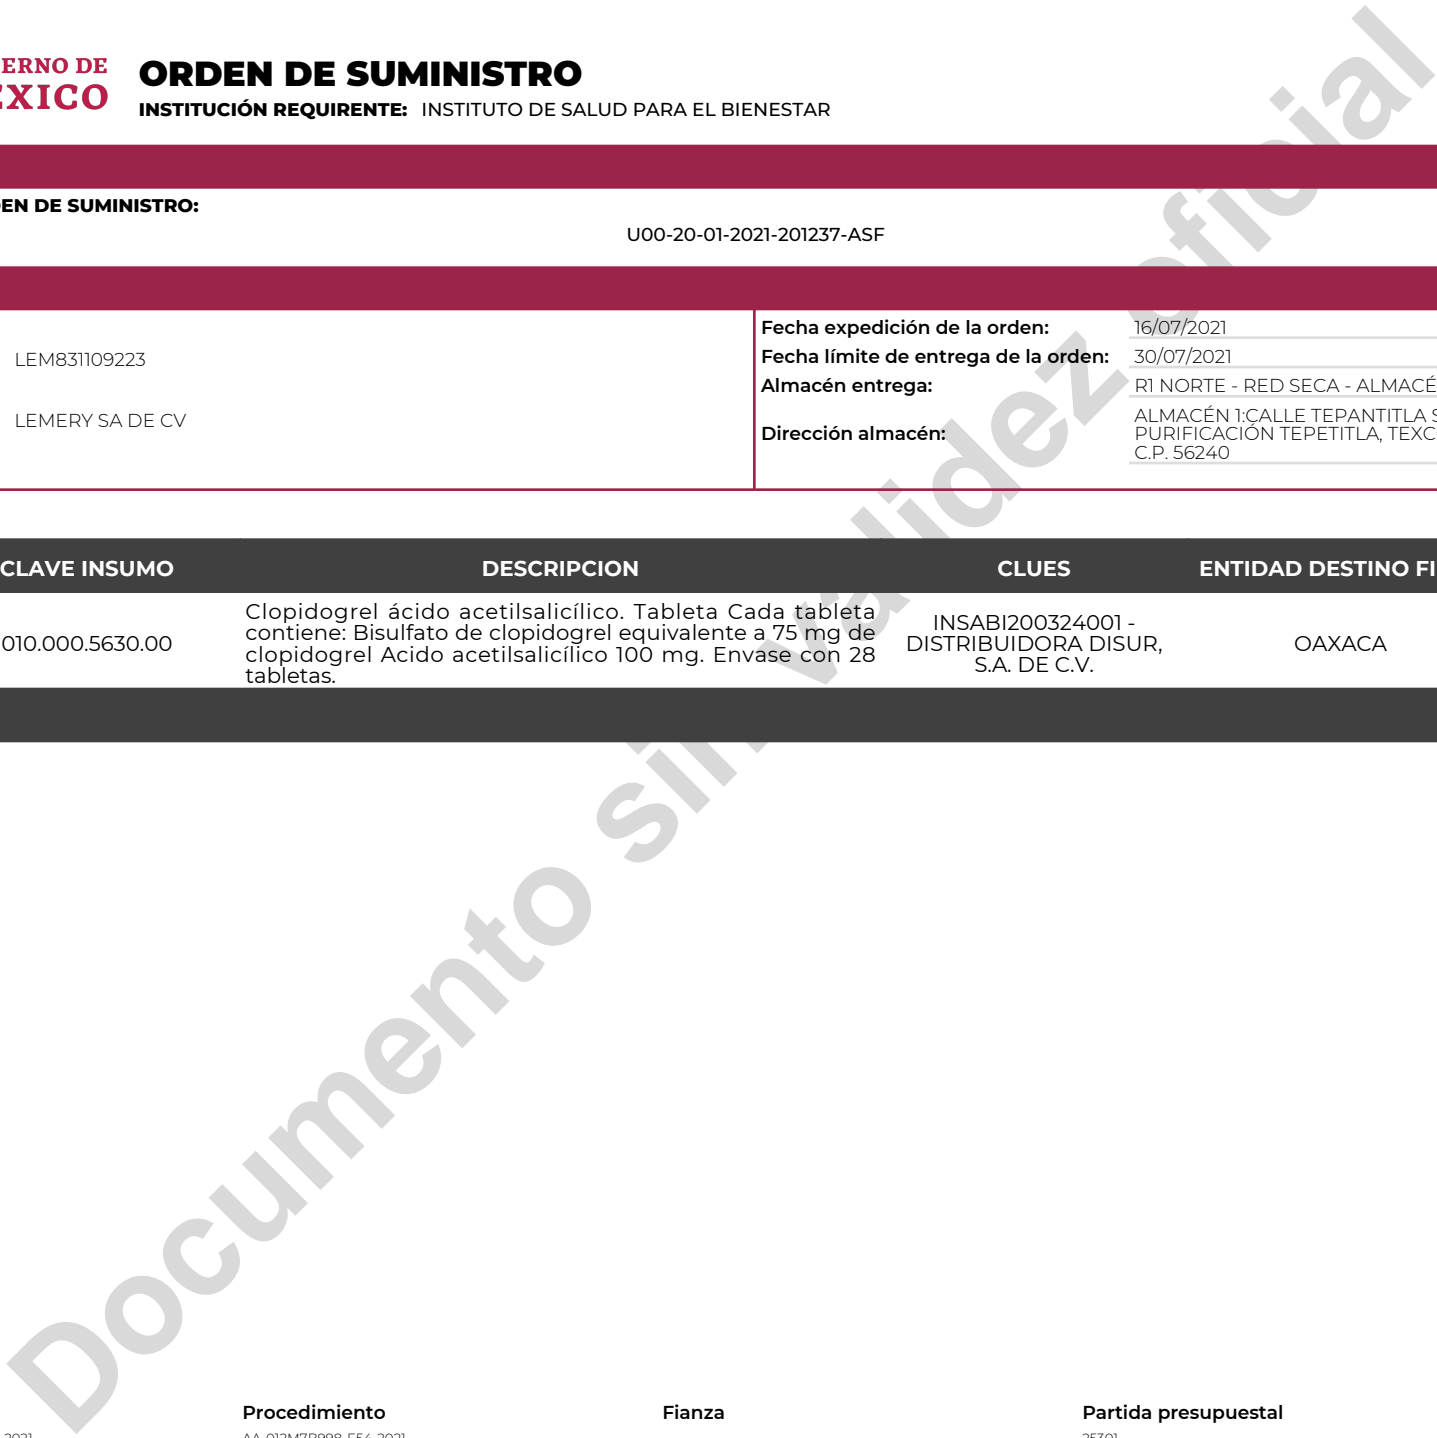 ERNO DE
ORDEN DE SUMINISTRO
INSTITUCIÓN REQUIRENTE: INSTITUTO DE SALUD PARA EL BIENESTAR
EN DE SUMINISTRO:
U00-20-01-2021-201237-ASF
LEM831109223
LEMERY SA DE CV
Fecha expedición de la orden: 16/07/2021
Fecha límite de entrega de la orden: 30/07/2021
Almacén entrega: R1 NORTE - RED SECA - ALMACÉ
Dirección almacén:
ALMACÉN 1:CALLE TEPANTITLA S
PURIFICACIÓN TEPETITLA, TEXC
C.P. 56240
CLAVE INSUMO DESCRIPCION CLUES ENTIDAD DESTINO FI
010.000.5630.00
Clopidogrel ácido acetilsalicílico. Tableta Cada tableta
contiene: Bisulfato de clopidogrel equivalente a 75 mg de
clopidogrel Acido acetilsalicílico 100 mg. Envase con 28
tabletas.
INSABI200324001 -
DISTRIBUIDORA DISUR,
S.A. DE C.V.
OAXACA
Documento sin validez oficial
Procedimiento Fianza Partida presupuestal